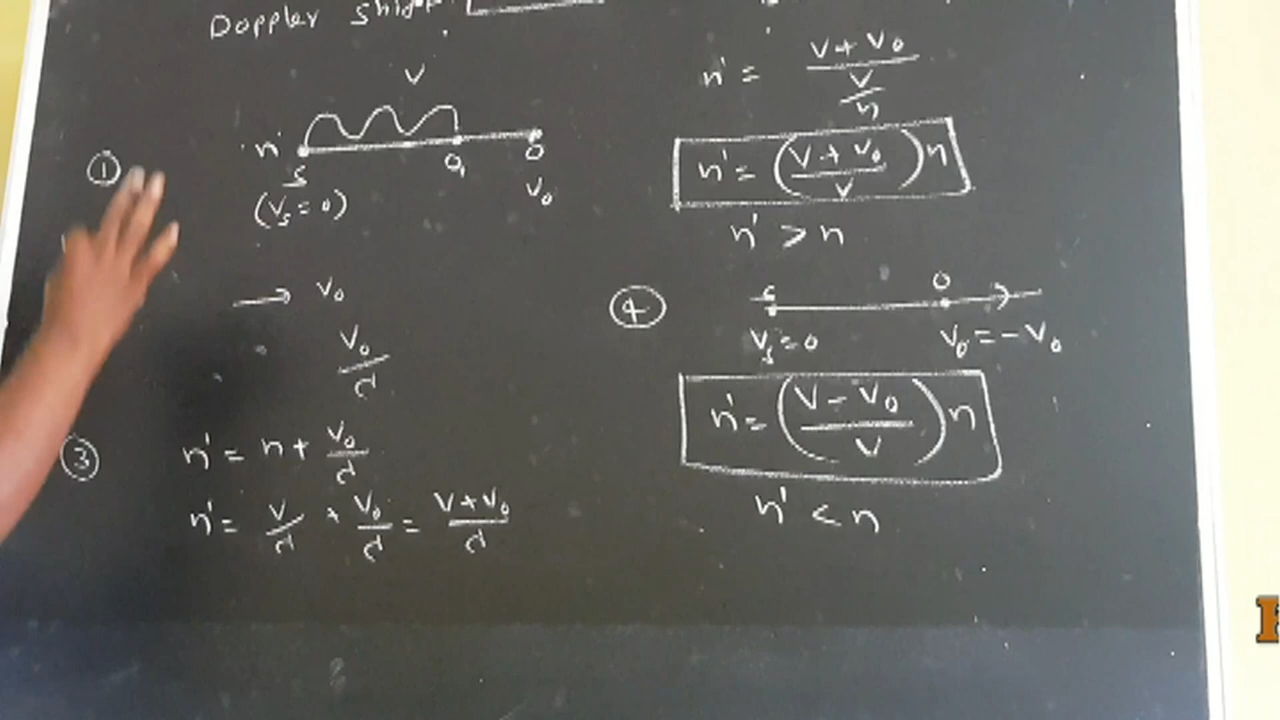 Doppler shift
V
①
n'
S
O₁
O
(Vₛ = 0)
V₀
→ V₀
V₀/λ
③
n' = n + V₀/λ
n' = V/λ + V₀/λ = (V + V₀)/λ
n' = (V + V₀)/(V/n)
n' = ((V + V₀)/V) n
n' > n
④
S
O
Vₛ = 0
V₀ = -V₀
n' = ((V - V₀)/V) n
n' < n